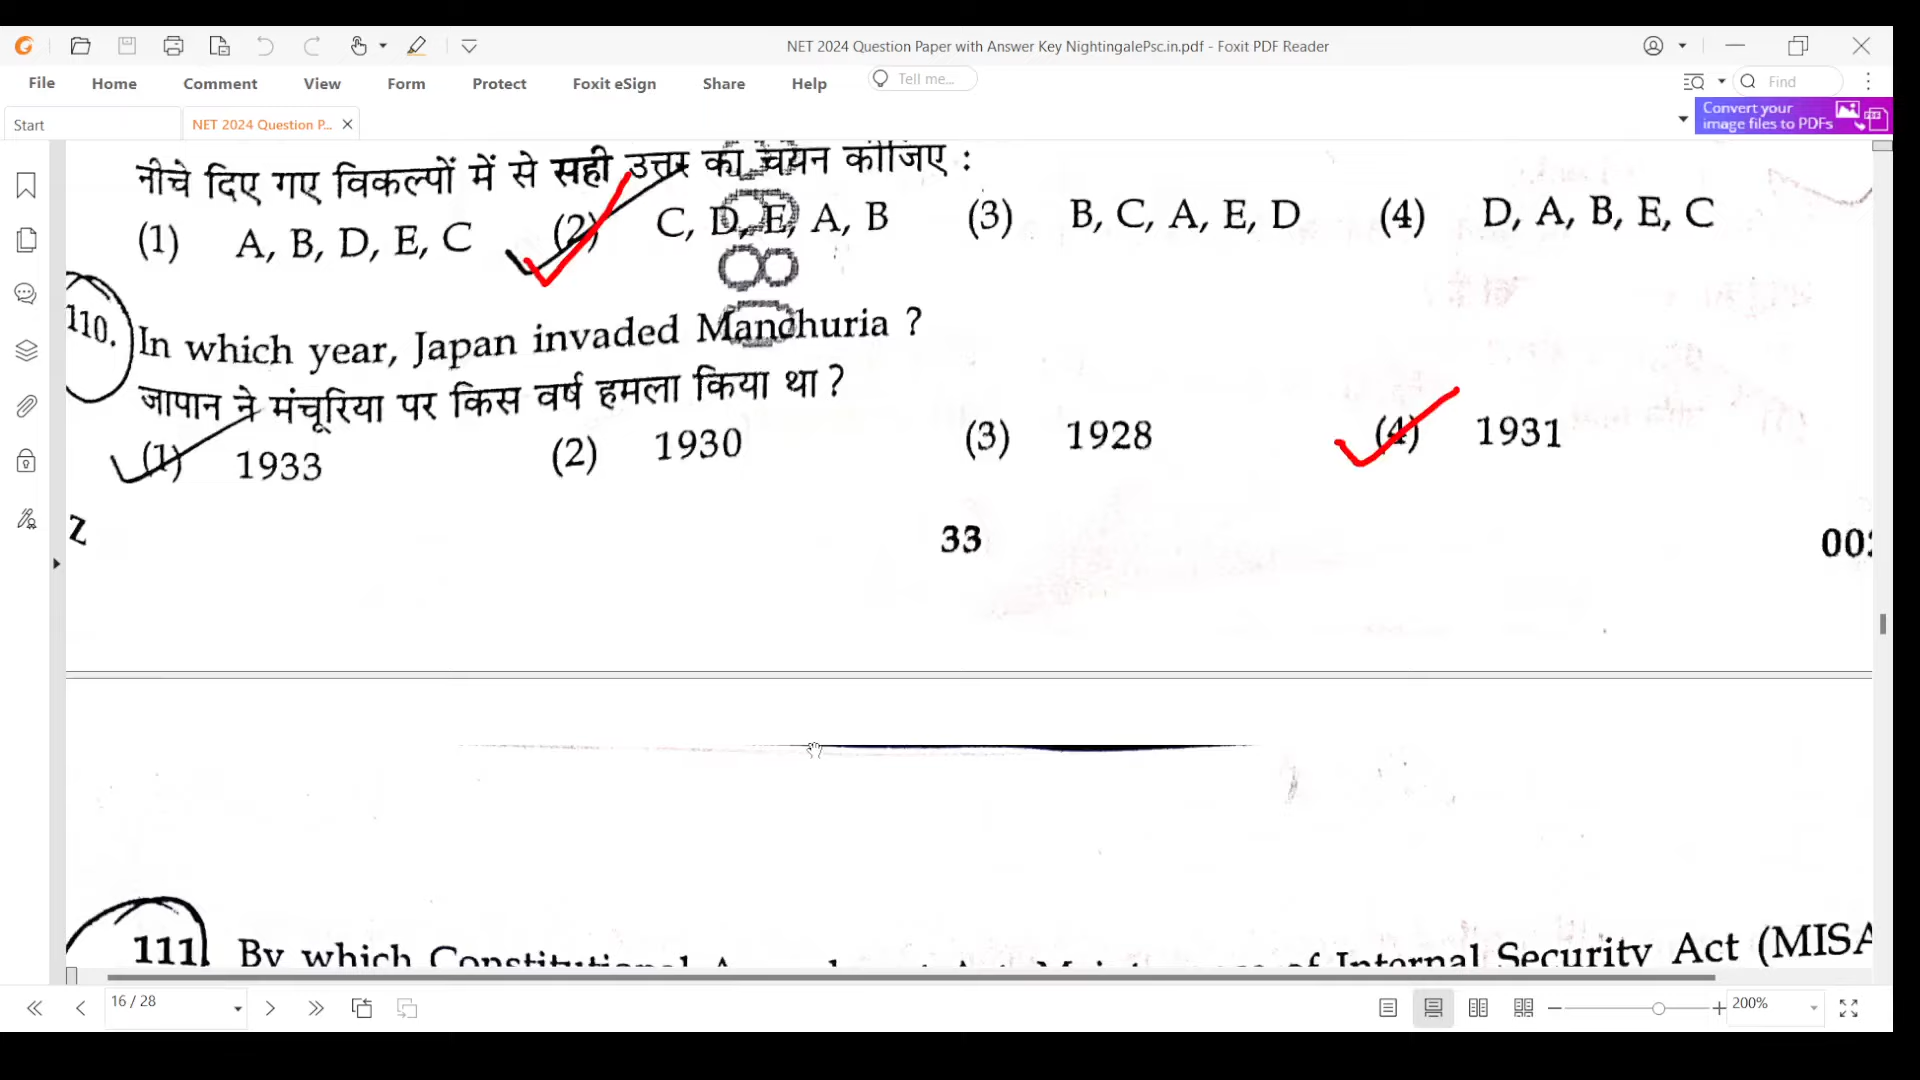 NET 2024 Question Paper with Answer Key NightingalePsc.in.pdf - Foxit PDF Reader
File Home Comment View Form Protect Foxit eSign Share Help Tell me... Find
Convert your
image files to PDFs
Start NET 2024 Question P...
नीचे दिए गए विकल्पों में से सही उत्तर का चयन कीजिए :
(1) A, B, D, E, C (2) C, D, E, A, B (3) B, C, A, E, D (4) D, A, B, E, C
110. In which year, Japan invaded Manchuria ?
जापान ने मंचूरिया पर किस वर्ष हमला किया था ?
(1) 1933 (2) 1930 (3) 1928 (4) 1931
Z 33 00
111. By which Constitutional Internal Security Act (MISA
16 / 28 200%